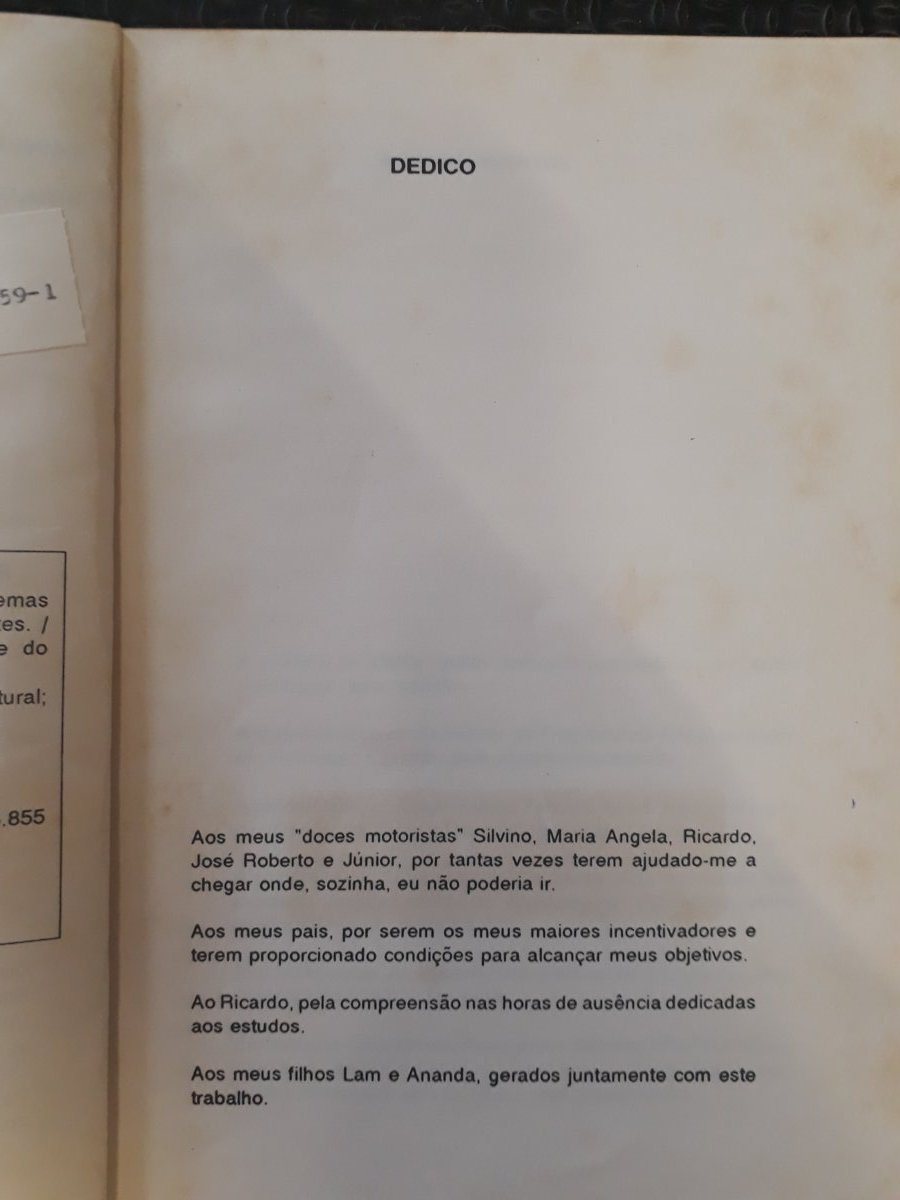 59-1
emas
es. /
e do
tural;
.855
DEDICO
Aos meus "doces motoristas" Silvino, Maria Angela, Ricardo,
José Roberto e Júnior, por tantas vezes terem ajudado-me a
chegar onde, sozinha, eu não poderia ir.
Aos meus pais, por serem os meus maiores incentivadores e
terem proporcionado condições para alcançar meus objetivos.
Ao Ricardo, pela compreensão nas horas de ausência dedicadas
aos estudos.
Aos meus filhos Lam e Ananda, gerados juntamente com este
trabalho.